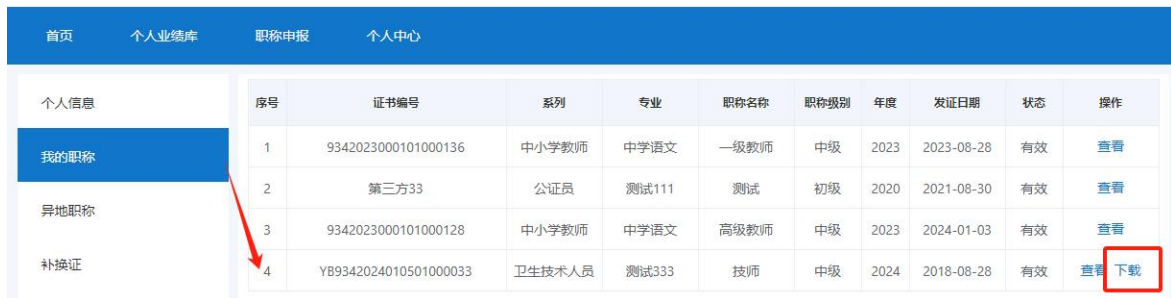 首页 个人业绩库 职称申报 个人中心
个人信息
我的职称
异地职称
补换证
序号 证书编号 系列 专业 职称名称 职称级别 年度 发证日期 状态 操作
1 9342023000101000136 中小学教师 中学语文 一级教师 中级 2023 2023-08-28 有效 查看
2 第三方33 公证员 测试111 测试 初级 2020 2021-08-30 有效 查看
3 9342023000101000128 中小学教师 中学语文 高级教师 中级 2023 2024-01-03 有效 查看
4 YB9342024010501000033 卫生技术人员 测试333 技师 中级 2024 2018-08-28 有效 查看 下载